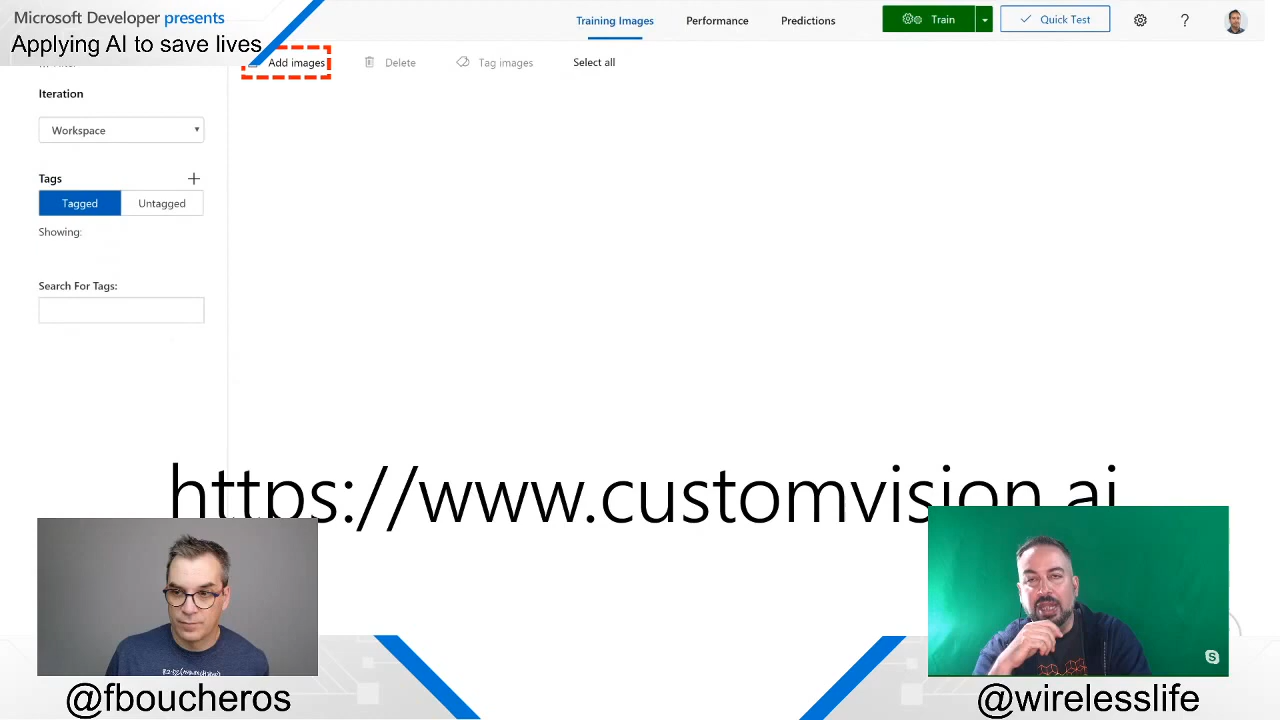 Microsoft Developer presents
Applying AI to save lives
Training Images
Performance
Predictions
Train
Quick Test
?
Add images
Delete
Tag images
Select all
Iteration
Workspace
Tags
Tagged
Untagged
Showing:
Search For Tags:
https://www.customvision.ai
@fboucheros
@wirelesslife